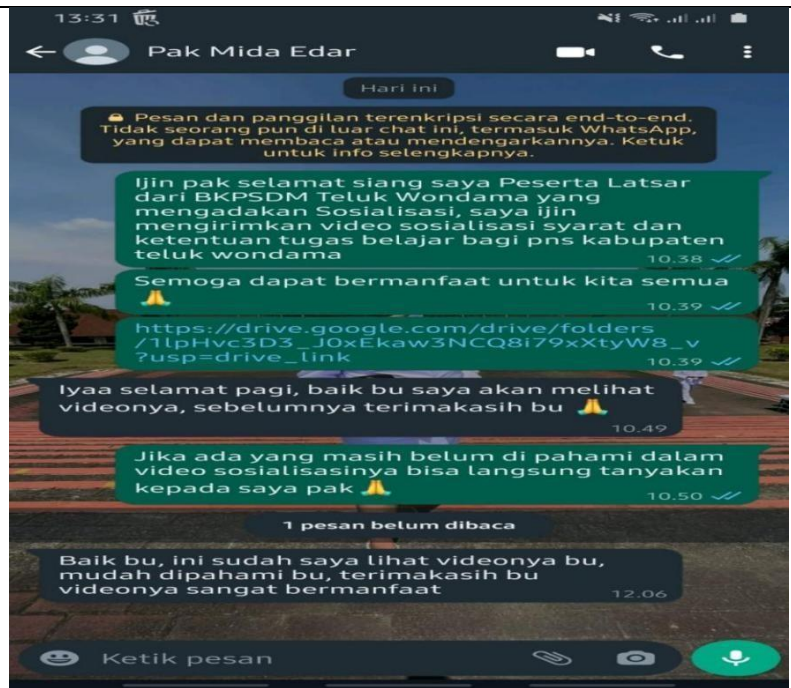 13:31
Pak Mida Edar
Hari ini
Pesan dan panggilan terenkripsi secara end-to-end.
Tidak seorang pun di luar chat ini, termasuk WhatsApp,
yang dapat membaca atau mendengarkannya. Ketuk
untuk info selengkapnya.
Ijin pak selamat siang saya Peserta Latsar
dari BKPSDM Teluk Wondama yang
mengadakan Sosialisasi, saya ijin
mengirimkan video sosialisasi syarat dan
ketentuan tugas belajar bagi pns kabupaten
teluk wondama
10.38
Semoga dapat bermanfaat untuk kita semua
🙏
10.39
https://drive.google.com/drive/folders
/1lpHvc3D3_J0xEkaw3NCQ8i79xXtyW8_v
?usp=drive_link
10.39
Iyaa selamat pagi, baik bu saya akan melihat
videonya, sebelumnya terimakasih bu 🙏
10.49
Jika ada yang masih belum di pahami dalam
video sosialisasinya bisa langsung tanyakan
kepada saya pak 🙏
10.50
1 pesan belum dibaca
Baik bu, ini sudah saya lihat videonya bu,
mudah dipahami bu, terimakasih bu
videonya sangat bermanfaat
12.06
Ketik pesan